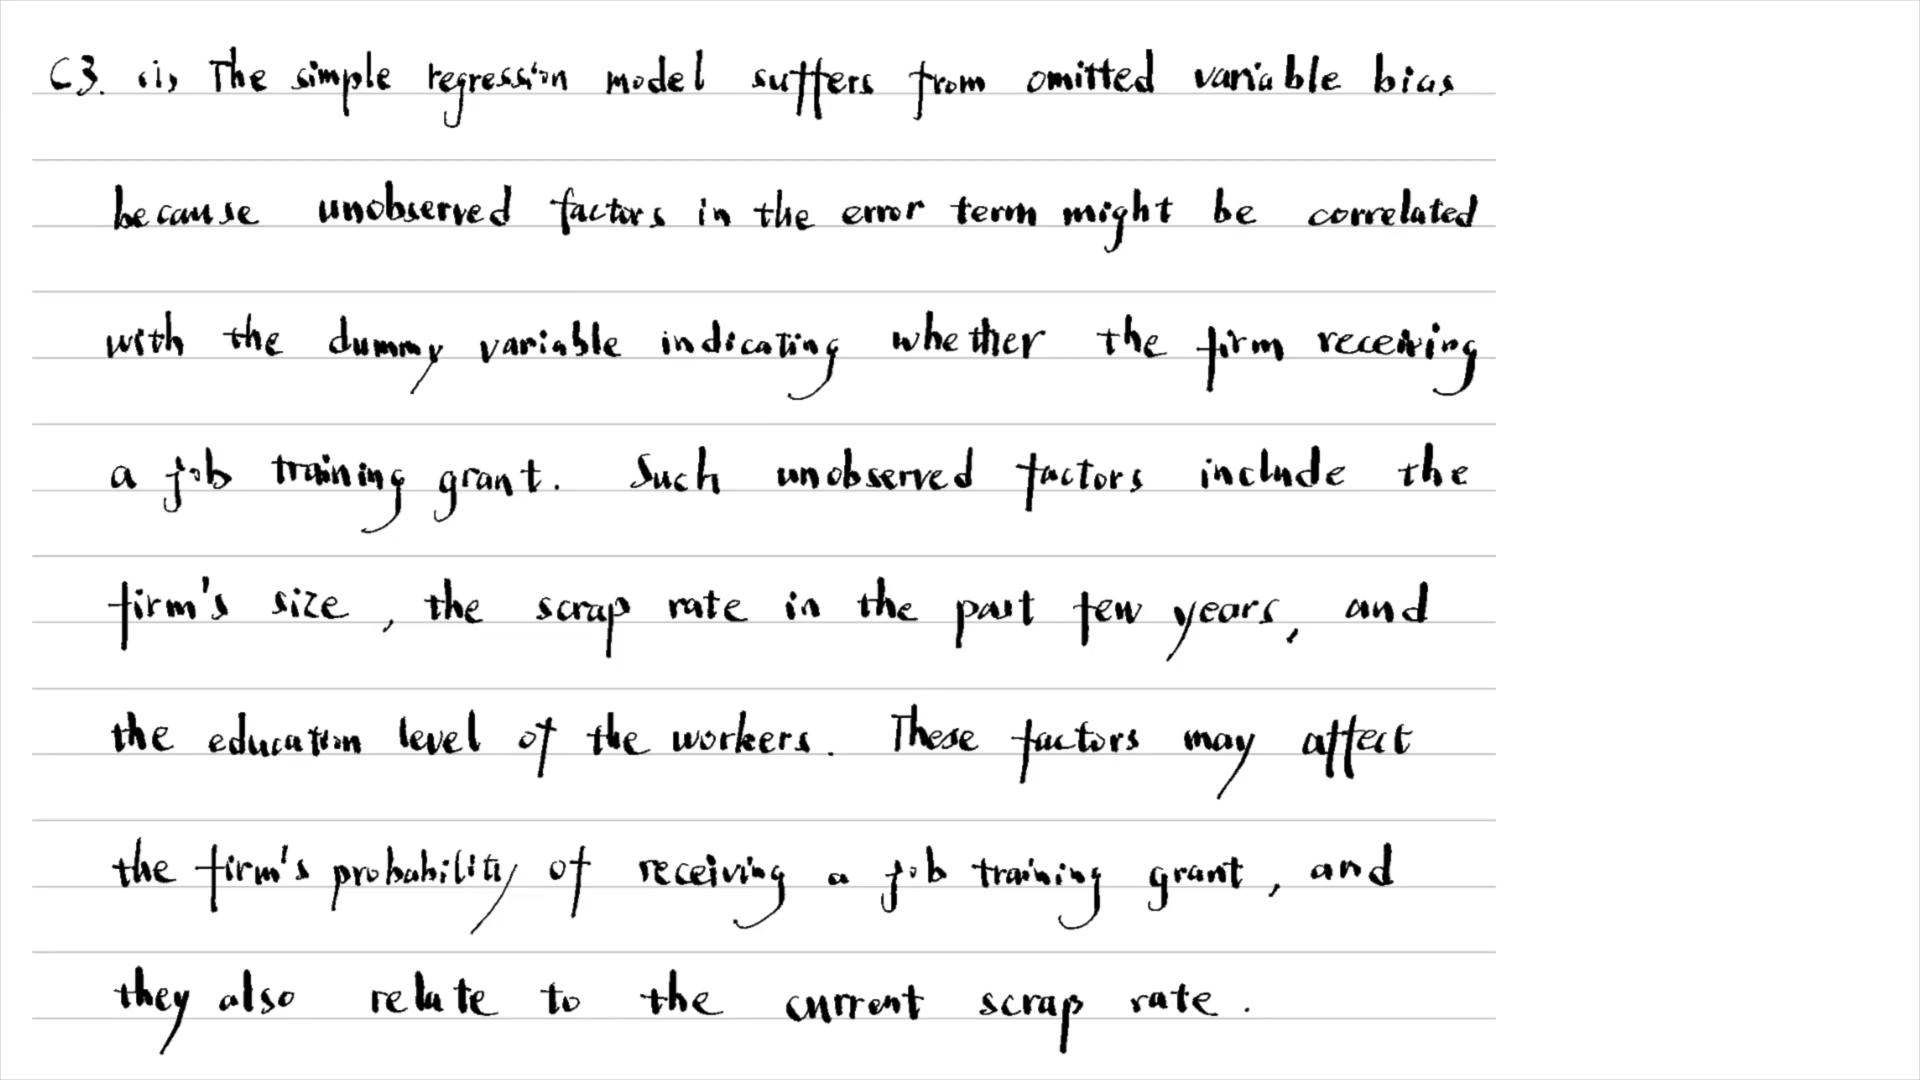 C3. (i) The simple regression model suffers from omitted variable bias
because unobserved factors in the error term might be correlated
with the dummy variable indicating whether the firm receiving
a job training grant. Such unobserved factors include the
firm's size, the scrap rate in the past few years, and
the education level of the workers. These factors may affect
the firm's probability of receiving a job training grant, and
they also relate to the current scrap rate.